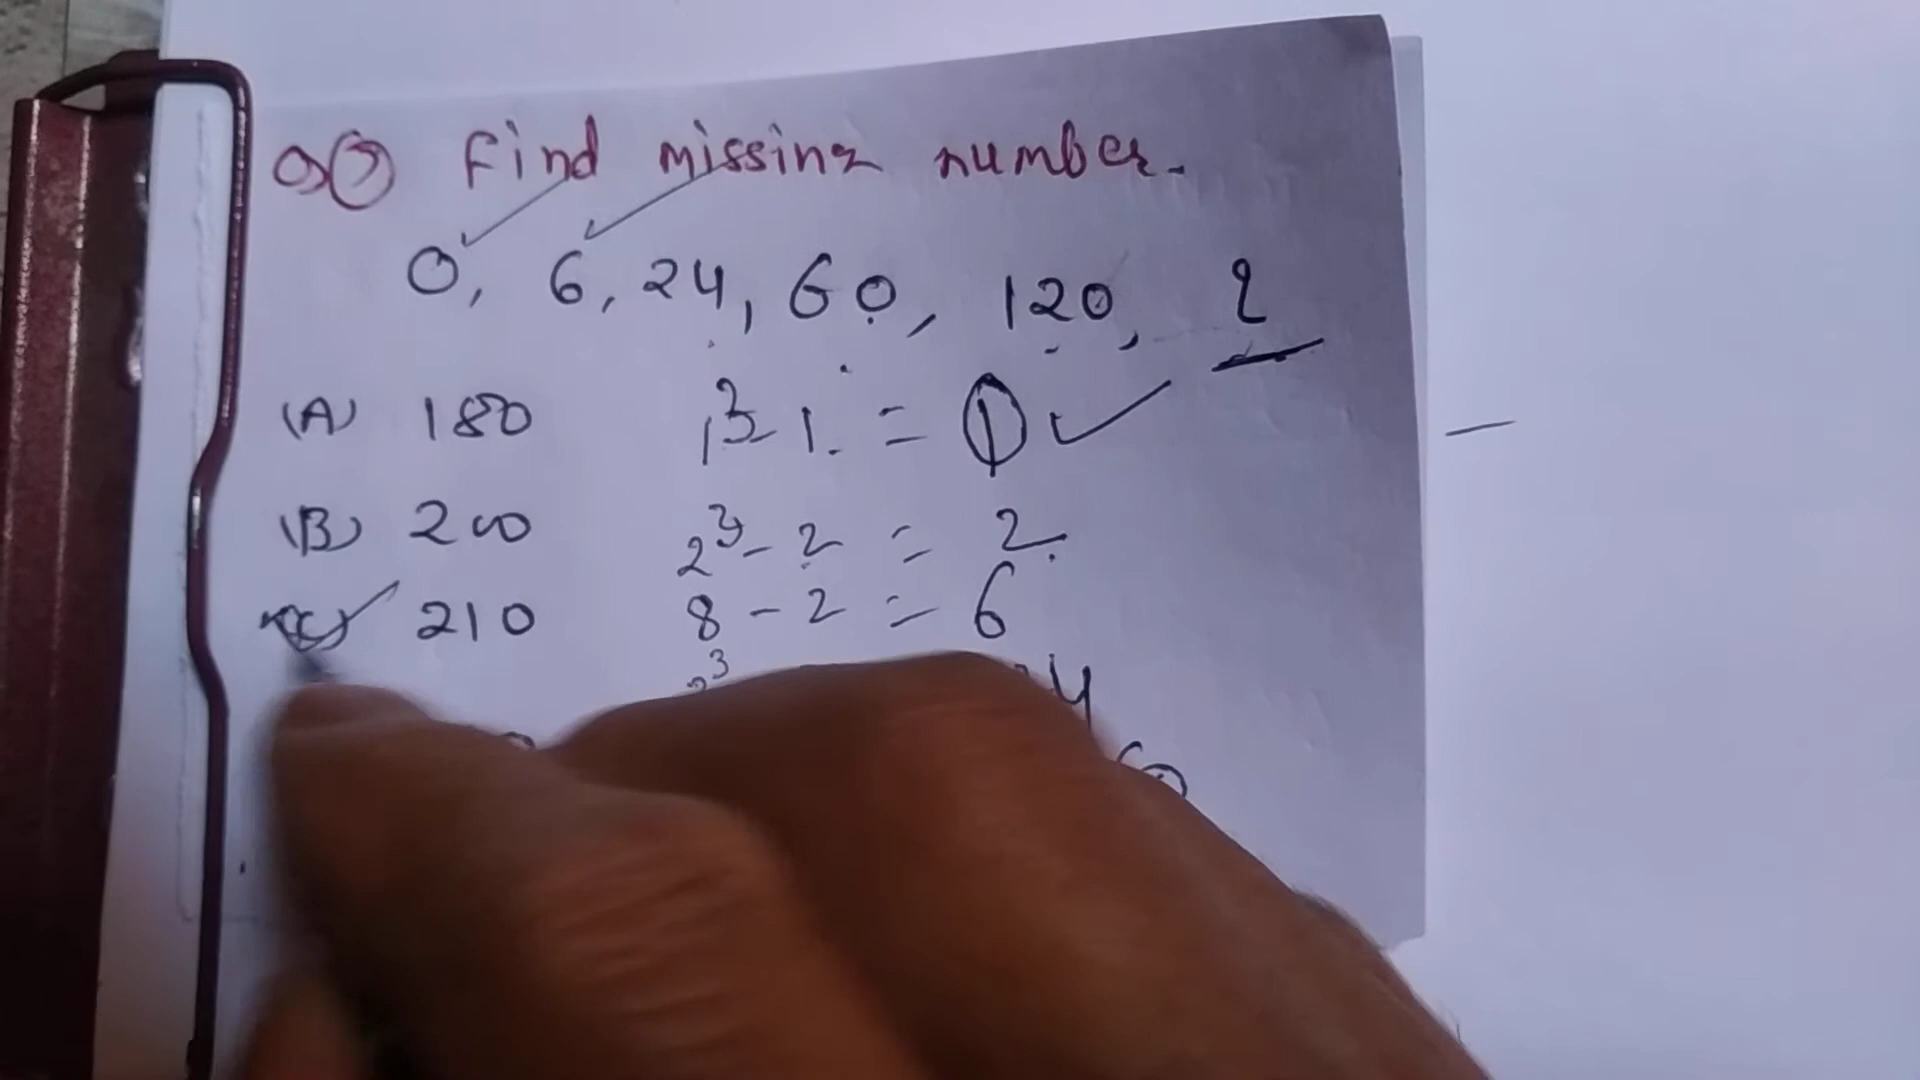 Q 7 Find missing number.
0, 6, 24, 60, 120, ?
(A) 180
1³ - 1 = 0
(B) 200
2³ - 2 = 2
(C) 210
8 - 2 = 6